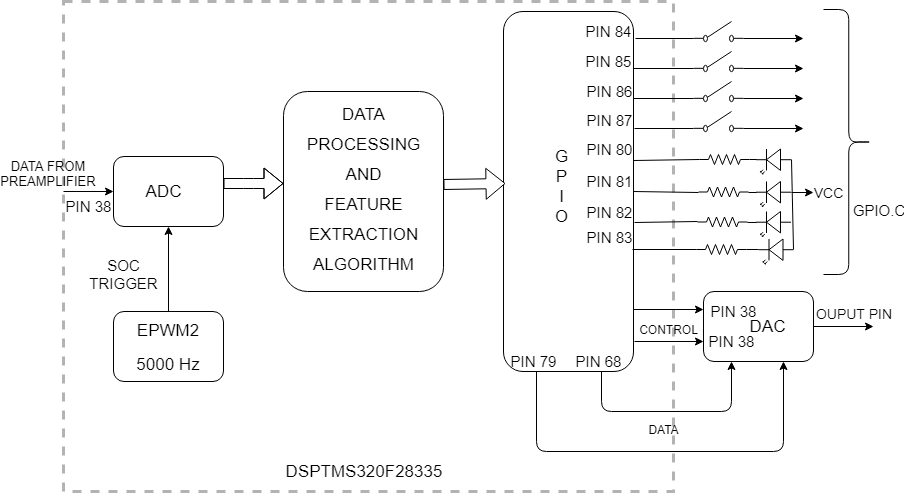 PIN 84
PIN 85
PIN 86
PIN 87
PIN 80
PIN 81
PIN 82
PIN 83
GPIO
VCC
GPIO.C
DATA
PROCESSING
AND
FEATURE
EXTRACTION
ALGORITHM
DATA FROM
PREAMPLIFIER
PIN 38
ADC
SOC
TRIGGER
EPWM2
5000 Hz
PIN 38
CONTROL
PIN 38
DAC
OUPUT PIN
PIN 79
PIN 68
DATA
DSPTMS320F28335